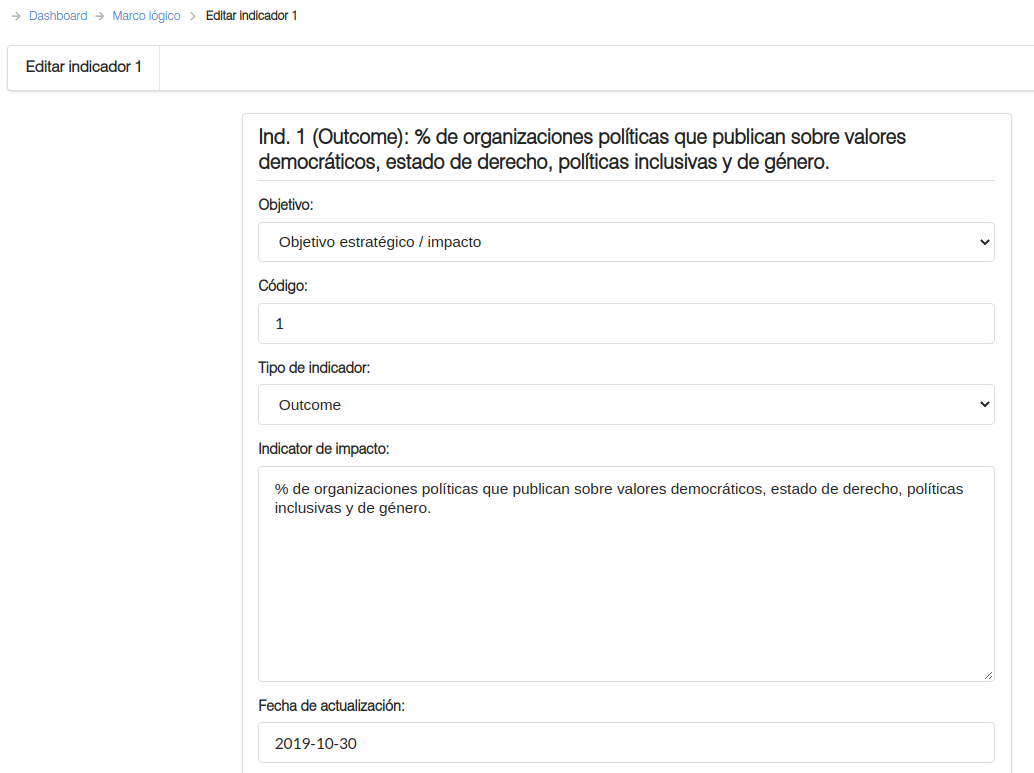 Dashboard Marco lógico Editar indicador 1
Editar indicador 1
Ind. 1 (Outcome): % de organizaciones políticas que publican sobre valores
democráticos, estado de derecho, políticas inclusivas y de género.
Objetivo:
Objetivo estratégico / impacto
Código:
1
Tipo de indicador:
Outcome
Indicator de impacto:
% de organizaciones políticas que publican sobre valores democráticos, estado de derecho, políticas
inclusivas y de género.
Fecha de actualización:
2019-10-30